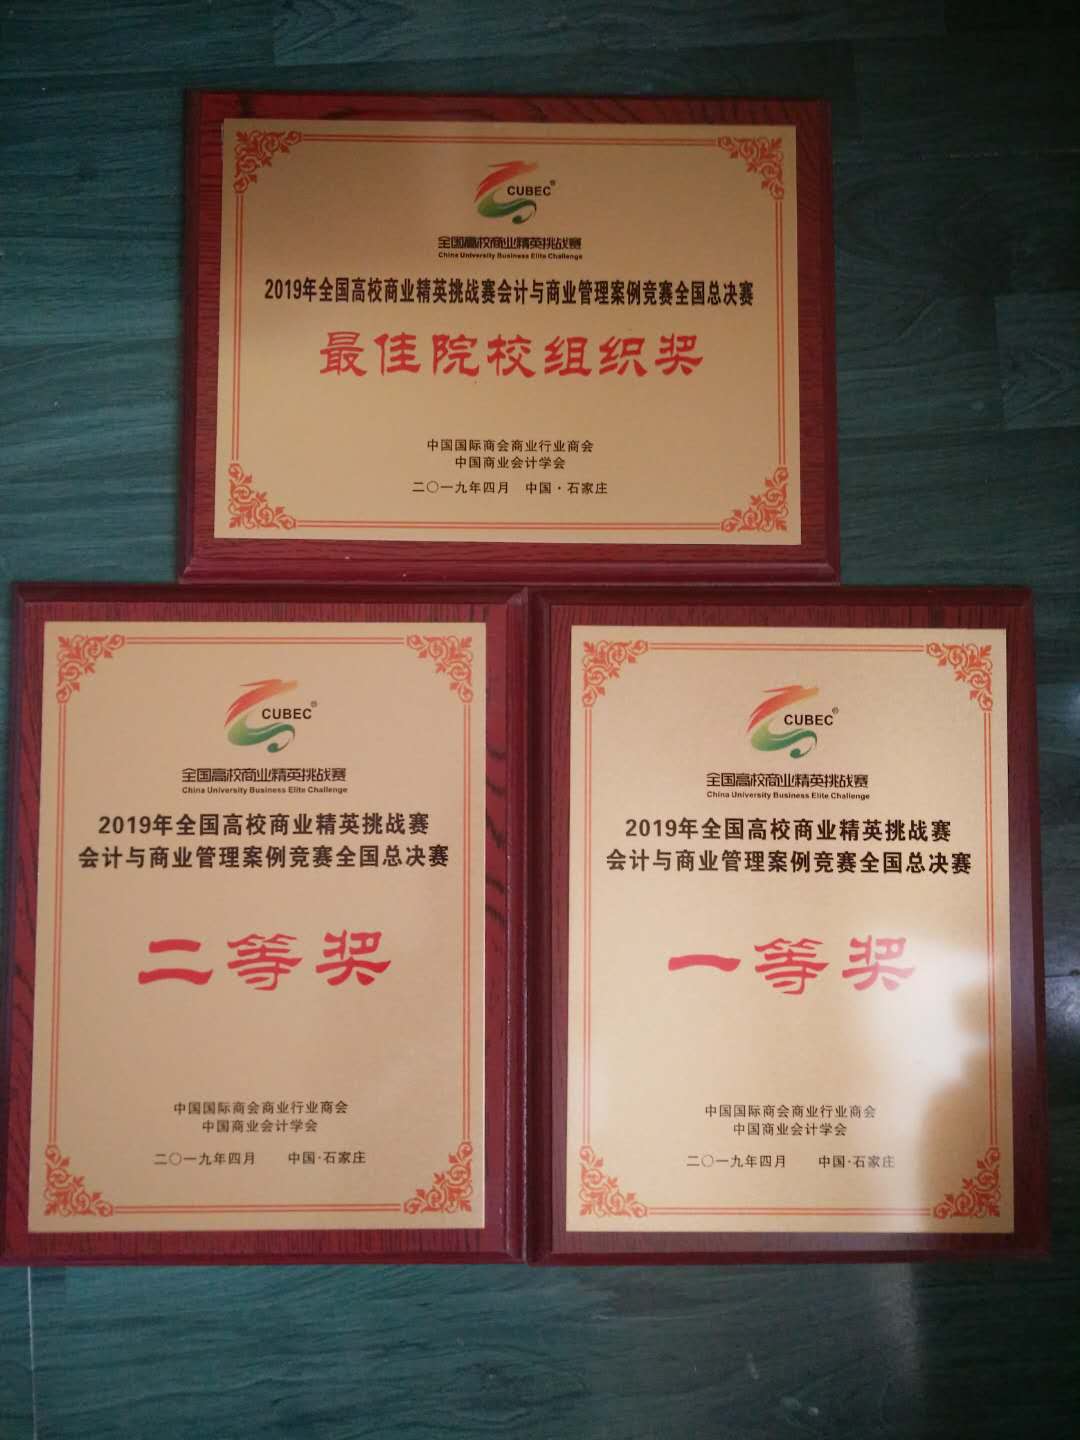 CUBEC®
全国高校商业精英挑战赛
China University Business Elite Challenge
2019年全国高校商业精英挑战赛会计与商业管理案例竞赛全国总决赛
最佳院校组织奖
中国国际商会商业行业商会
中国商业会计学会
二〇一九年四月 中国·石家庄
CUBEC®
全国高校商业精英挑战赛
China University Business Elite Challenge
2019年全国高校商业精英挑战赛
会计与商业管理案例竞赛全国总决赛
二等奖
中国国际商会商业行业商会
中国商业会计学会
二〇一九年四月 中国·石家庄
CUBEC®
全国高校商业精英挑战赛
China University Business Elite Challenge
2019年全国高校商业精英挑战赛
会计与商业管理案例竞赛全国总决赛
一等奖
中国国际商会商业行业商会
中国商业会计学会
二〇一九年四月 中国·石家庄